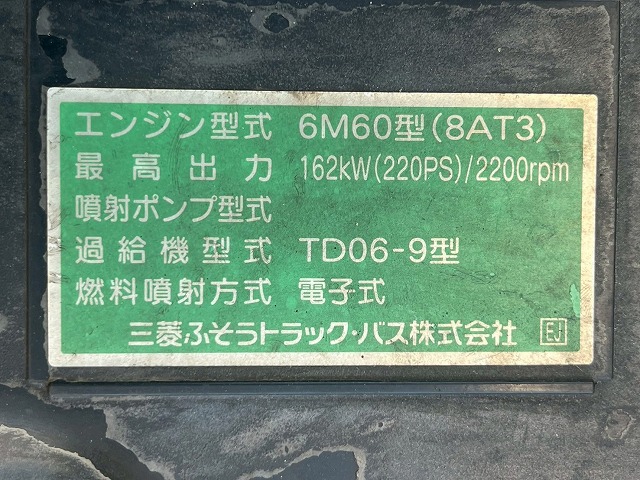 エンジン型式 6M60型(8AT3)
最高出力 162kW(220PS)/2200rpm
噴射ポンプ型式
過給機型式 TD06-9型
燃料噴射方式 電子式
三菱ふそうトラック・バス株式会社 EJ